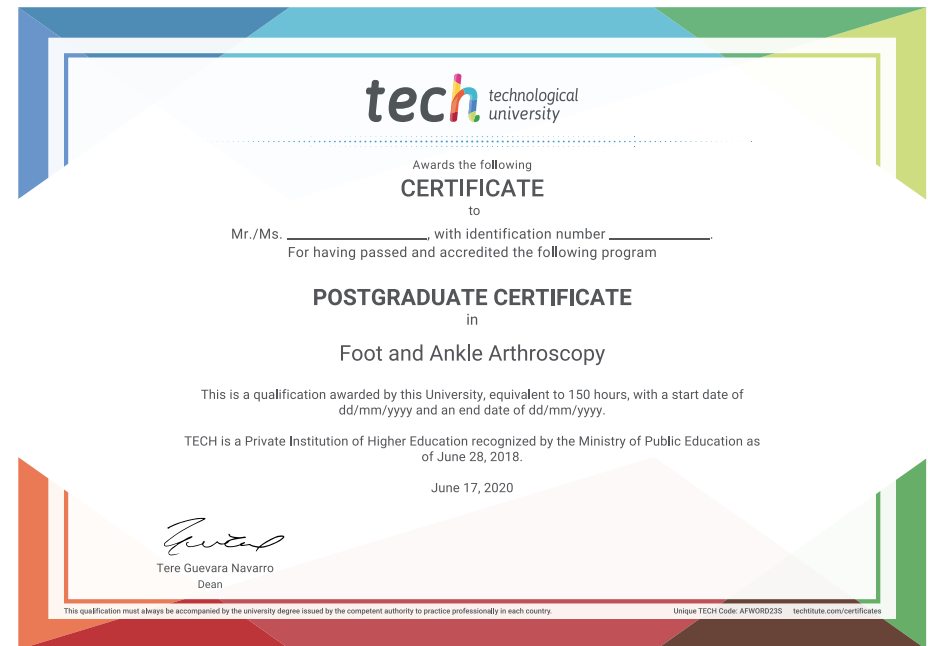 tech technological
university
Awards the following
CERTIFICATE
to
Mr./Ms. ____________________, with identification number ______________.
For having passed and accredited the following program
POSTGRADUATE CERTIFICATE
in
Foot and Ankle Arthroscopy
This is a qualification awarded by this University, equivalent to 150 hours, with a start date of
dd/mm/yyyy and an end date of dd/mm/yyyy.
TECH is a Private Institution of Higher Education recognized by the Ministry of Public Education as
of June 28, 2018.
June 17, 2020
Tere Guevara Navarro
Dean
This qualification must always be accompanied by the university degree issued by the competent authority to practice professionally in each country.
Unique TECH Code: AFWORD23S techtitute.com/certificates